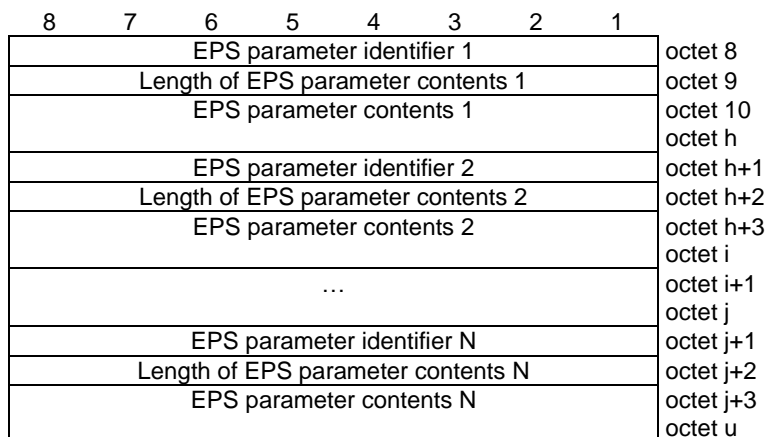 8 7 6 5 4 3 2 1
EPS parameter identifier 1 octet 8
Length of EPS parameter contents 1 octet 9
EPS parameter contents 1 octet 10
octet h
EPS parameter identifier 2 octet h+1
Length of EPS parameter contents 2 octet h+2
EPS parameter contents 2 octet h+3
octet i
… octet i+1
octet j
EPS parameter identifier N octet j+1
Length of EPS parameter contents N octet j+2
EPS parameter contents N octet j+3
octet u